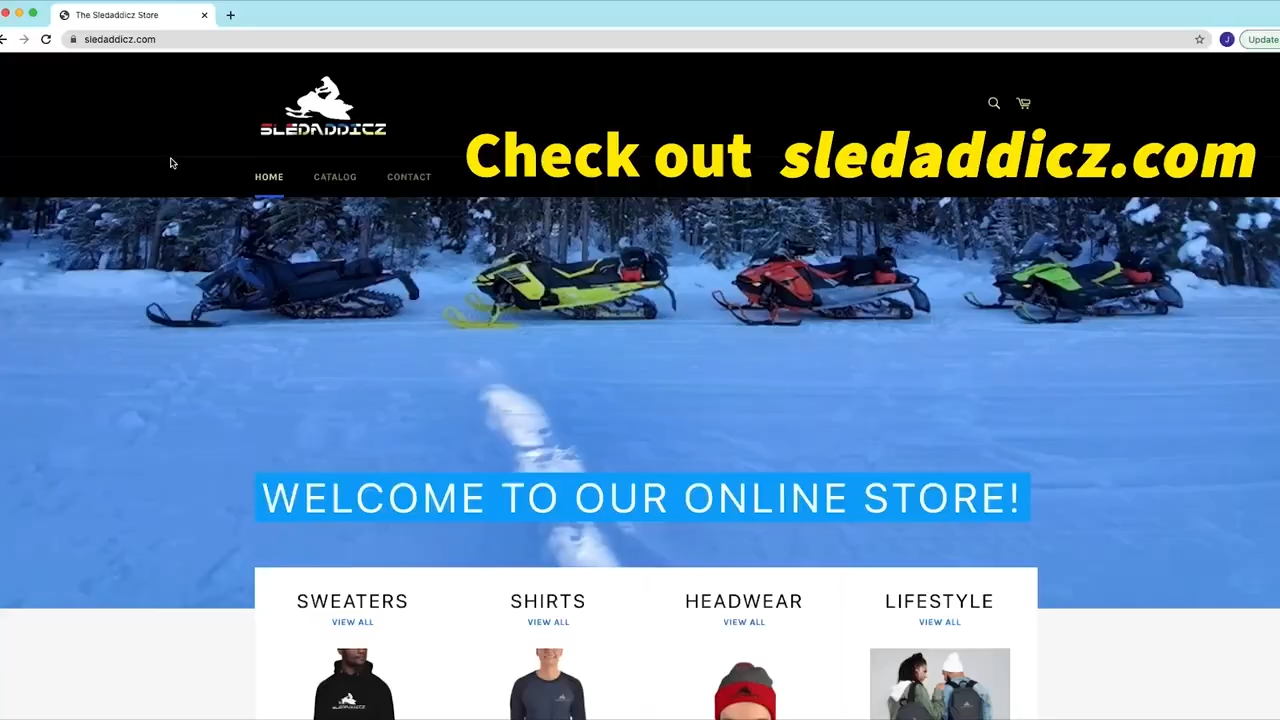 The Sledaddicz Store
sledaddicz.com
J
Update
SLEDADDICZ
Check out sledaddicz.com
HOME CATALOG CONTACT
WELCOME TO OUR ONLINE STORE!
SWEATERS SHIRTS HEADWEAR LIFESTYLE
VIEW ALL VIEW ALL VIEW ALL VIEW ALL
SLEDADDICZ